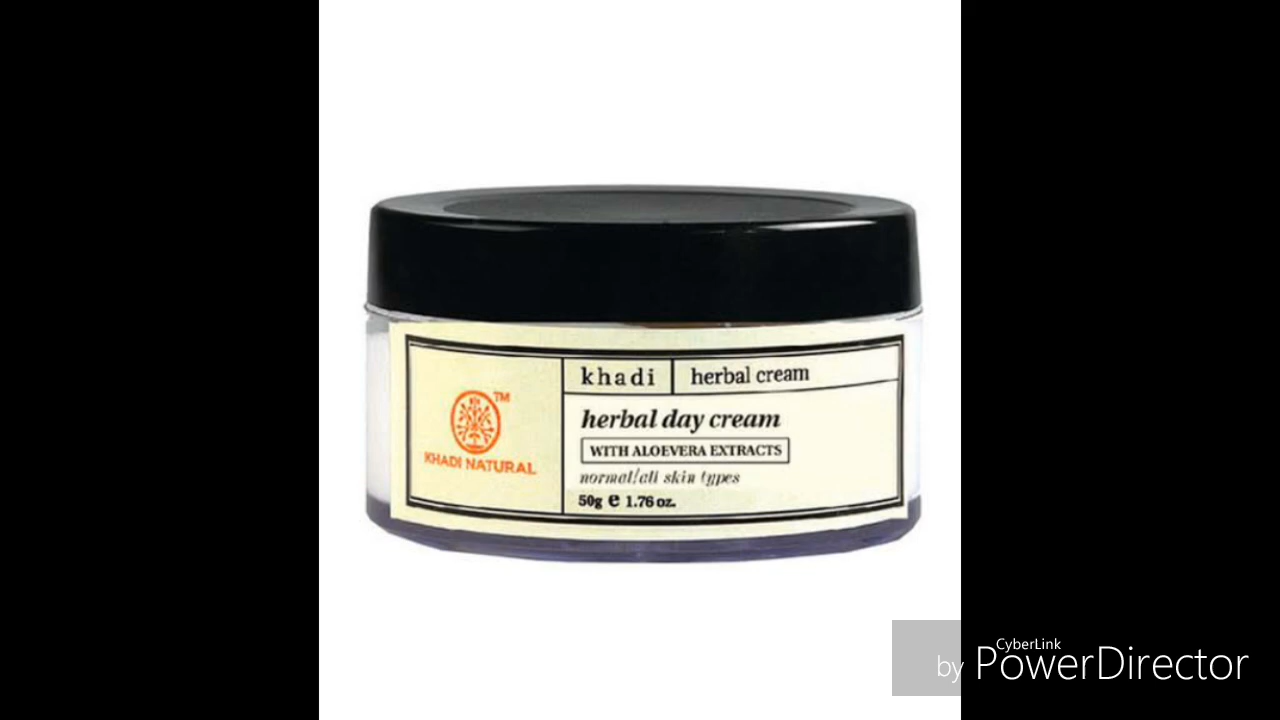 TM
KHADI NATURAL
khadi
herbal cream
herbal day cream
WITH ALOEVERA EXTRACTS
normal/all skin types
50g e 1.76 oz.
CyberLink
by PowerDirector